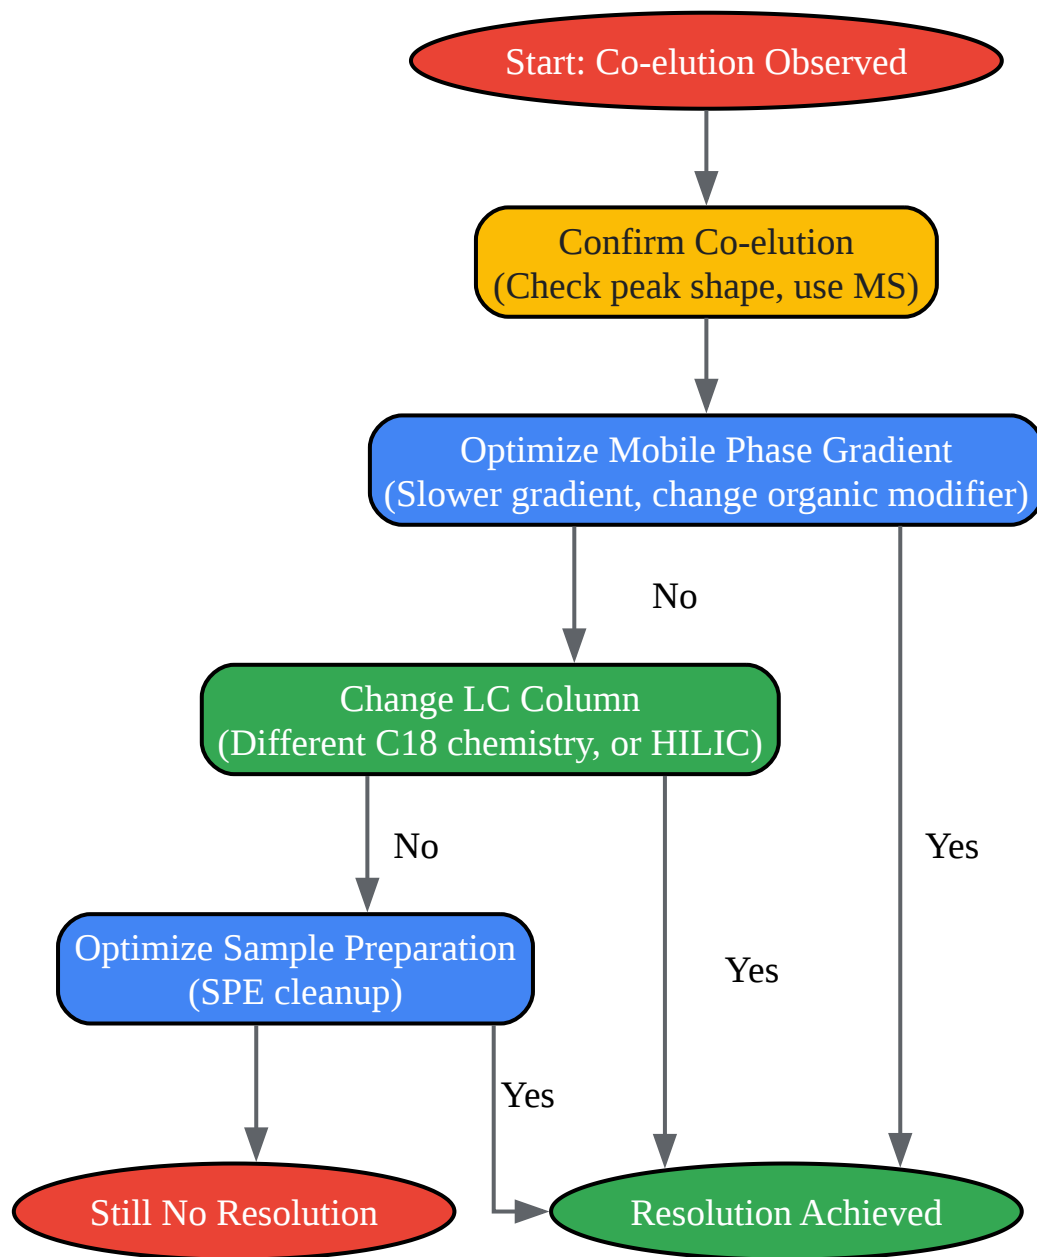 Start: Co-elution Observed
Confirm Co-elution
(Check peak shape, use MS)
Optimize Mobile Phase Gradient
(Slower gradient, change organic modifier)
No
Change LC Column
(Different C18 chemistry, or HILIC)
No
Yes
Optimize Sample Preparation
(SPE cleanup)
Yes
Yes
Still No Resolution
Resolution Achieved